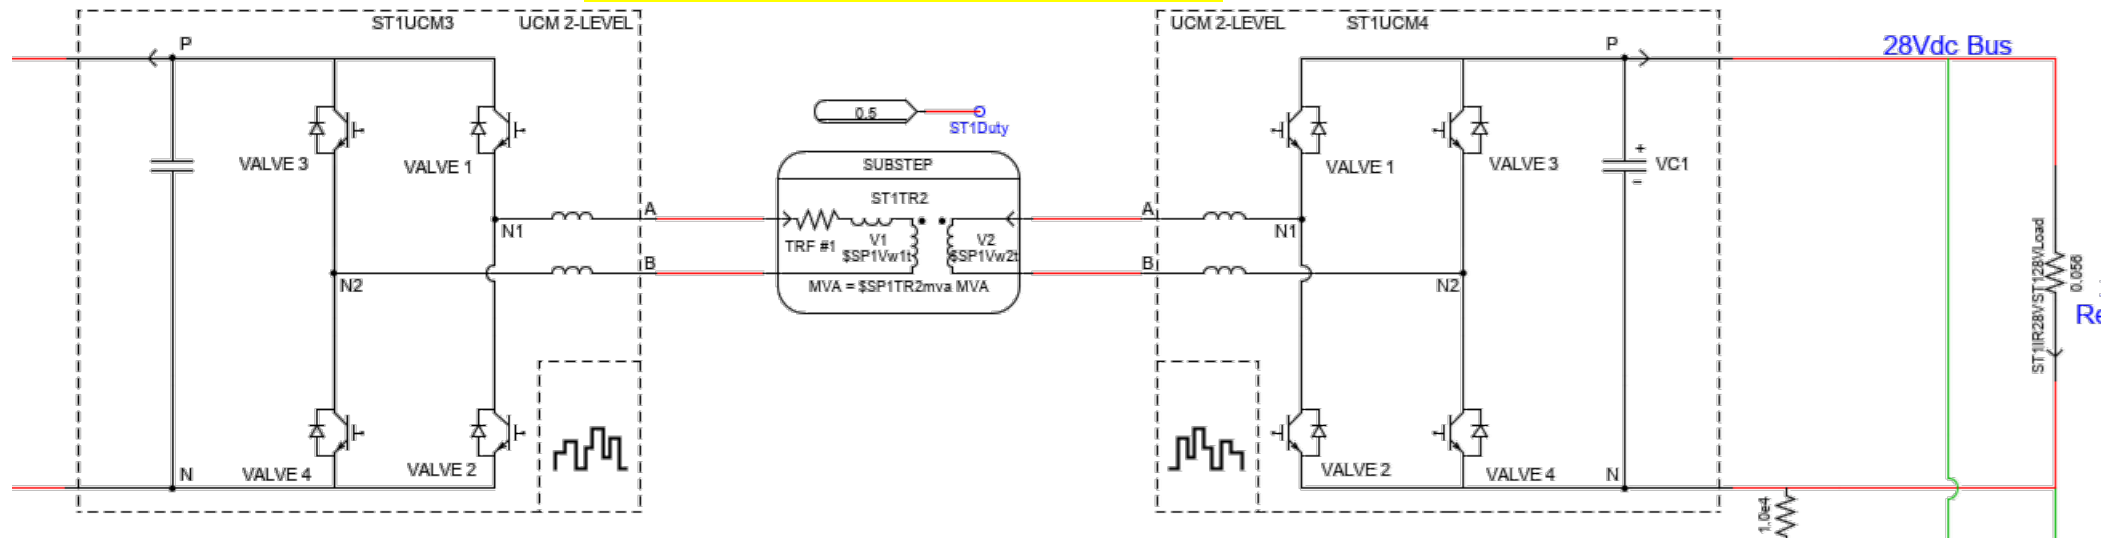 ST1UCM3
UCM 2-LEVEL
P
VALVE 3
VALVE 1
N1
N2
A
B
N
VALVE 4
VALVE 2
0.5
ST1Duty
SUBSTEP
ST1TR2
TRF #1
V1
$SP1Vw1t
V2
$SP1Vw2t
MVA = $SP1TR2mva MVA
UCM 2-LEVEL
ST1UCM4
P
VALVE 1
VALVE 3
+
VC1
-
A
B
N1
N2
VALVE 2
VALVE 4
N
28Vdc Bus
ST1IR28VST128VLoad
0.056
1.0e4